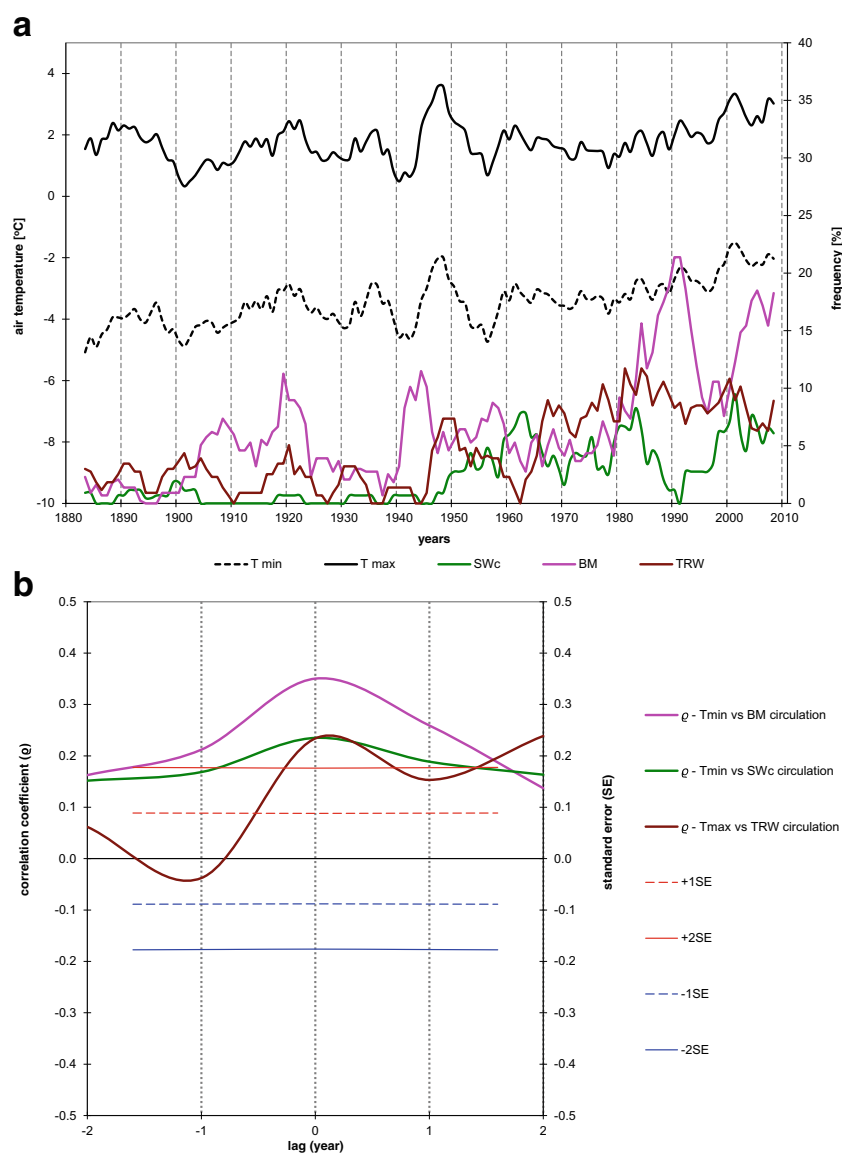 a
4
2
0
-2
-4
-6
-8
-10
air temperature [ºC]
40
35
30
25
20
15
10
5
0
frequency [%]
1880 1890 1900 1910 1920 1930 1940 1950 1960 1970 1980 1990 2000 2010
years
T min T max SWc BM TRW
b
0.5
0.4
0.3
0.2
0.1
0.0
-0.1
-0.2
-0.3
-0.4
-0.5
correlation coefficient (ϱ)
0.5
0.4
0.3
0.2
0.1
0.0
-0.1
-0.2
-0.3
-0.4
-0.5
standard error (SE)
-2 -1 0 1 2
lag (year)
ϱ - Tmin vs BM circulation
ϱ - Tmin vs SWc circulation
ϱ - Tmax vs TRW circulation
+1SE
+2SE
-1SE
-2SE